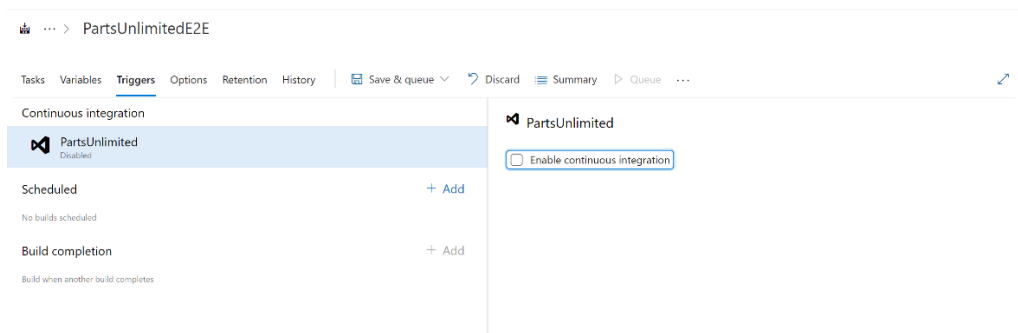 ··· > PartsUnlimitedE2E
Tasks Variables Triggers Options Retention History Save & queue Discard Summary Queue ···
Continuous integration
PartsUnlimited
Disabled
Scheduled + Add
No builds scheduled
Build completion + Add
Build when another build completes
PartsUnlimited
Enable continuous integration